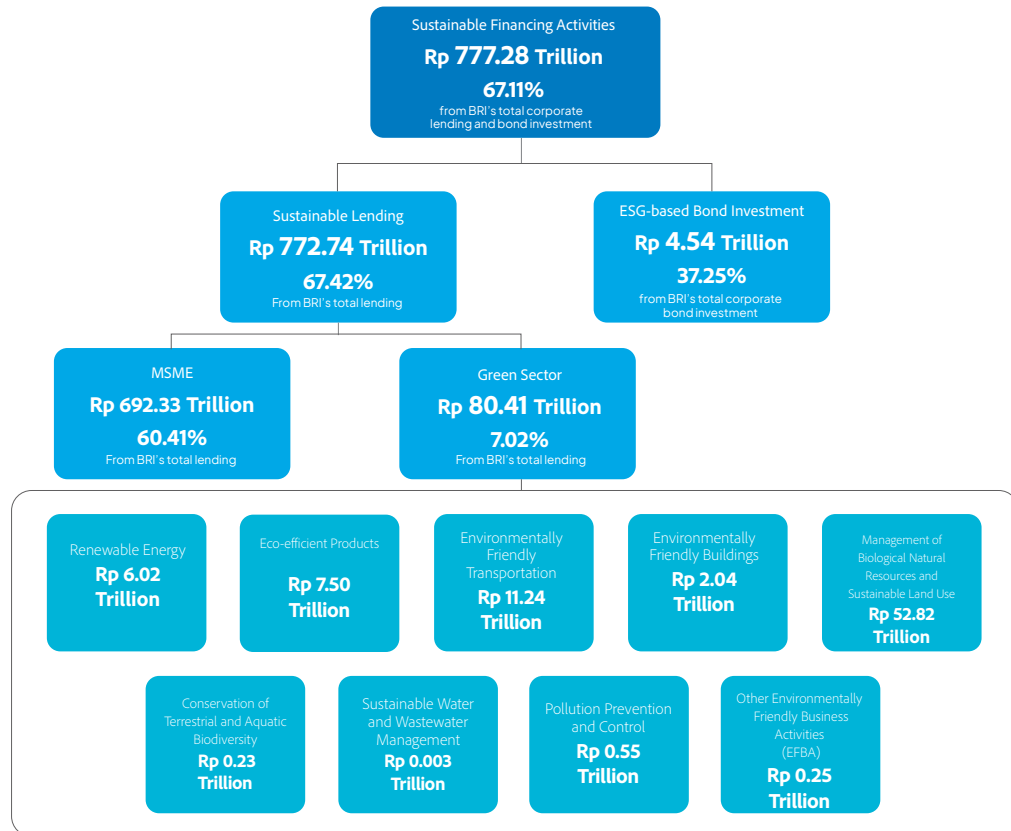 Sustainable Financing Activities
Rp 777.28 Trillion
67.11%
from BRI's total corporate
lending and bond investment
Sustainable Lending
Rp 772.74 Trillion
67.42%
From BRI's total lending
ESG-based Bond Investment
Rp 4.54 Trillion
37.25%
from BRI's total corporate
bond investment
MSME
Rp 692.33 Trillion
60.41%
From BRI's total lending
Green Sector
Rp 80.41 Trillion
7.02%
From BRI's total lending
Renewable Energy
Rp 6.02
Trillion
Eco-efficient Products
Rp 7.50
Trillion
Environmentally
Friendly
Transportation
Rp 11.24
Trillion
Environmentally
Friendly Buildings
Rp 2.04
Trillion
Management of
Biological Natural
Resources and
Sustainable Land Use
Rp 52.82
Trillion
Conservation of
Terrestrial and Aquatic
Biodiversity
Rp 0.23
Trillion
Sustainable Water
and Wastewater
Management
Rp 0.003
Trillion
Pollution Prevention
and Control
Rp 0.55
Trillion
Other Environmentally
Friendly Business
Activities
(EFBA)
Rp 0.25
Trillion